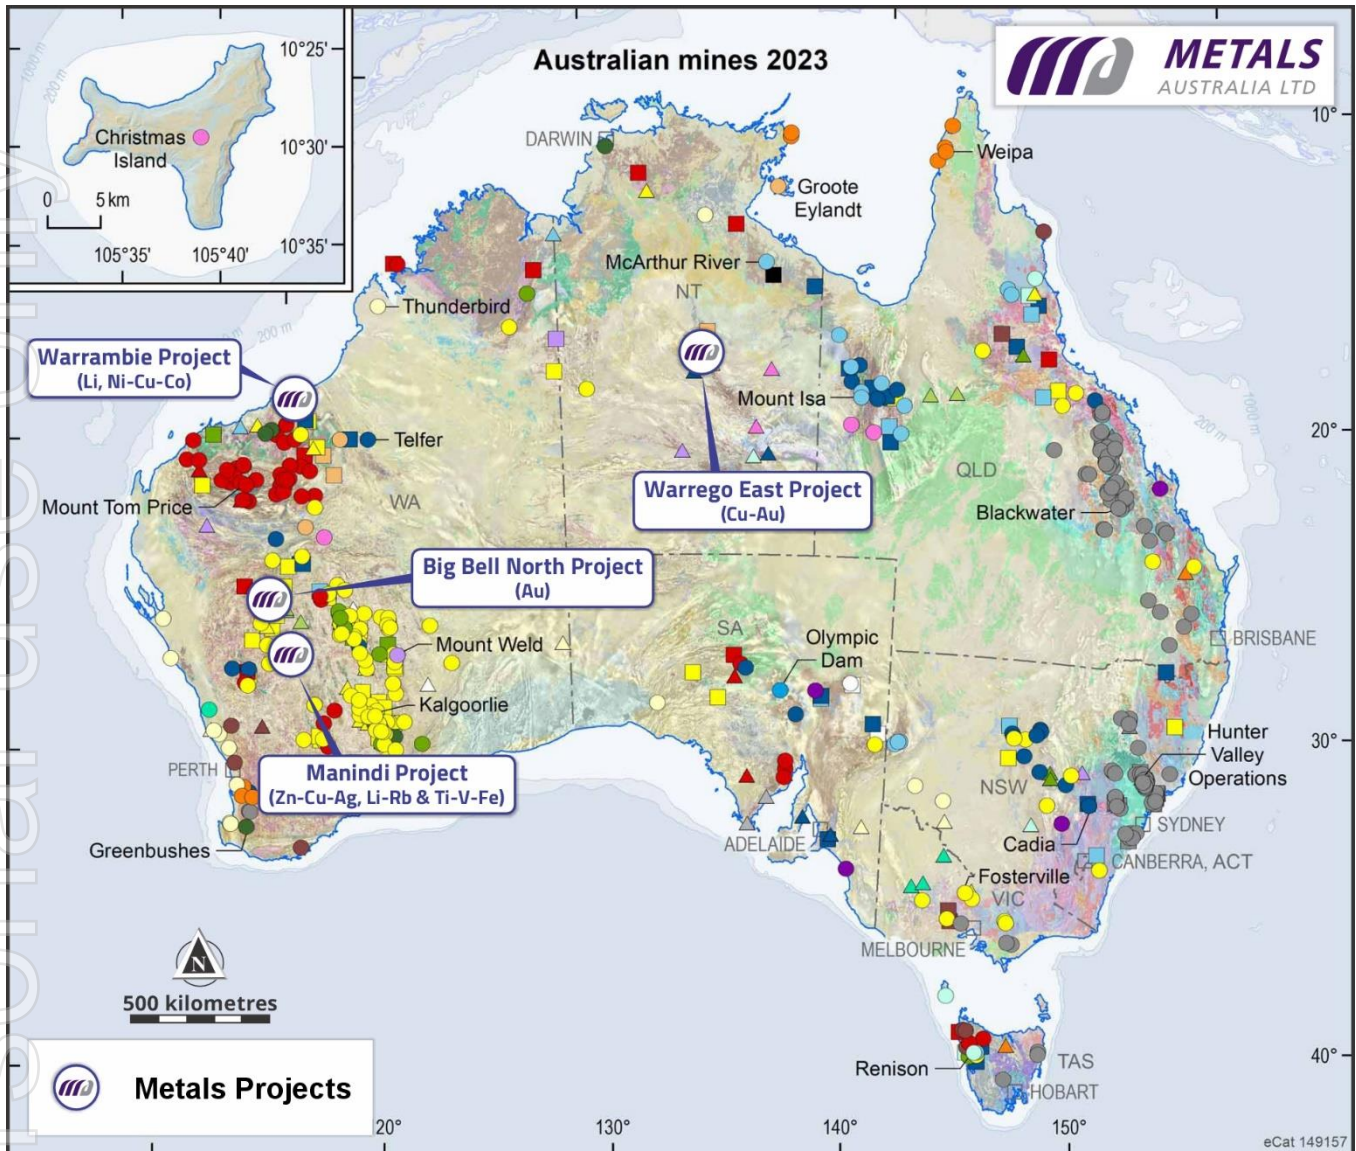 Australian mines 2023
METALS
AUSTRALIA LTD
10°25'
10°30'
10°35'
105°35'
105°40'
Christmas
Island
0
5 km
1000 m
200 m
DARWIN
Groote
Eylandt
Weipa
10°
McArthur River
NT
Thunderbird
200 m
Warrambie Project
(Li, Ni-Cu-Co)
Mount Isa
Telfer
20°
200 m
QLD
WA
Warrego East Project
(Cu-Au)
Mount Tom Price
Blackwater
Big Bell North Project
(Au)
SA
Olympic
Dam
BRISBANE
Mount Weld
Kalgoorlie
Hunter
Valley
Operations
30°
PERTH
Manindi Project
(Zn-Cu-Ag, Li-Rb & Ti-V-Fe)
NSW
SYDNEY
ADELAIDE
Cadia
Greenbushes
CANBERRA, ACT
Fosterville
VIC
MELBOURNE
N
500 kilometres
Renison
TAS
40°
HOBART
Metals Projects
20°
130°
140°
150°
eCat 149157